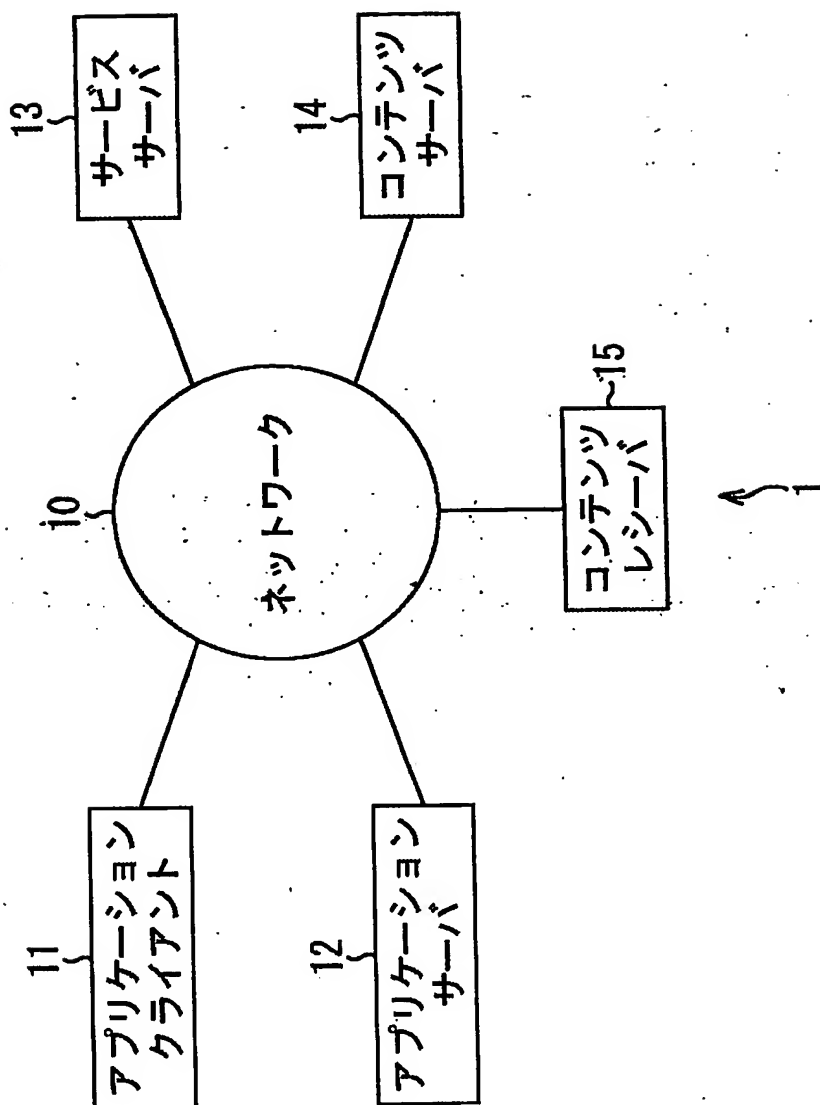 11
アプリケーション
クライアント
12
アプリケーション
サーバ
10
ネットワーク
13
サービス
サーバ
14
コンテンツ
サーバ
15
コンテンツ
レシーバ
1